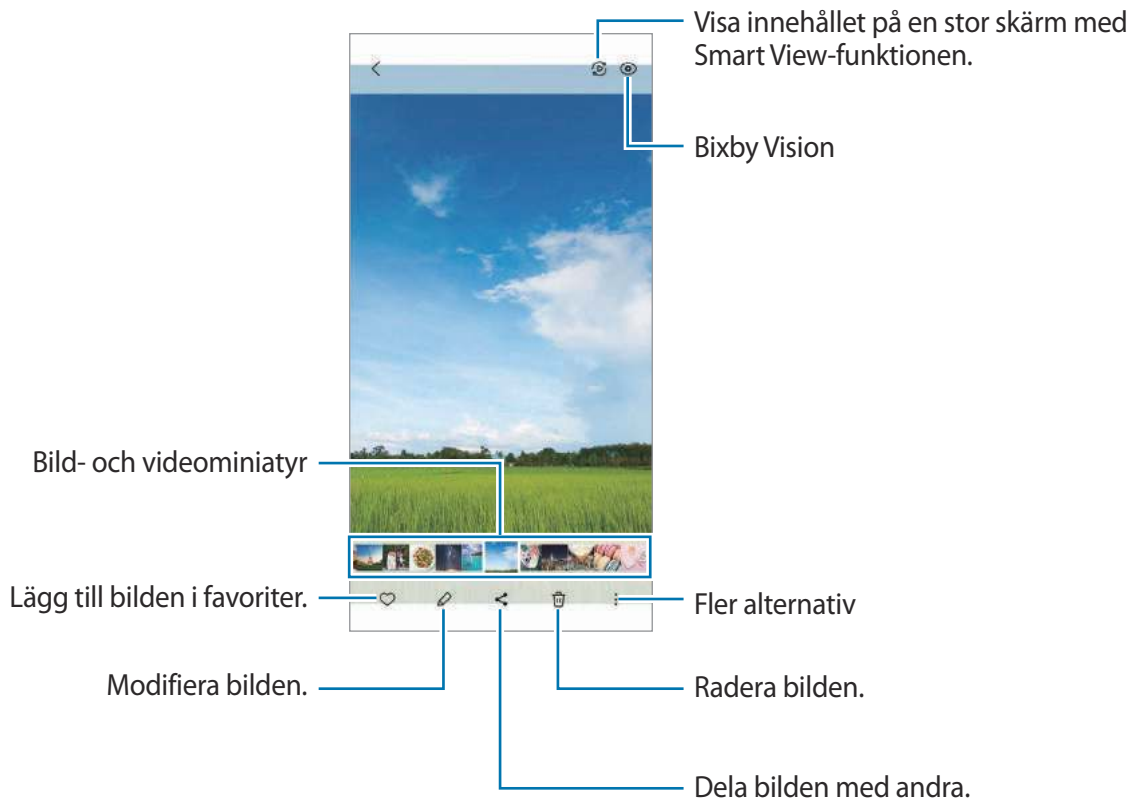 Visa innehållet på en stor skärm med
Smart View-funktionen.
Bixby Vision
Bild- och videominiatyr
Lägg till bilden i favoriter.
Fler alternativ
Modifiera bilden.
Radera bilden.
Dela bilden med andra.